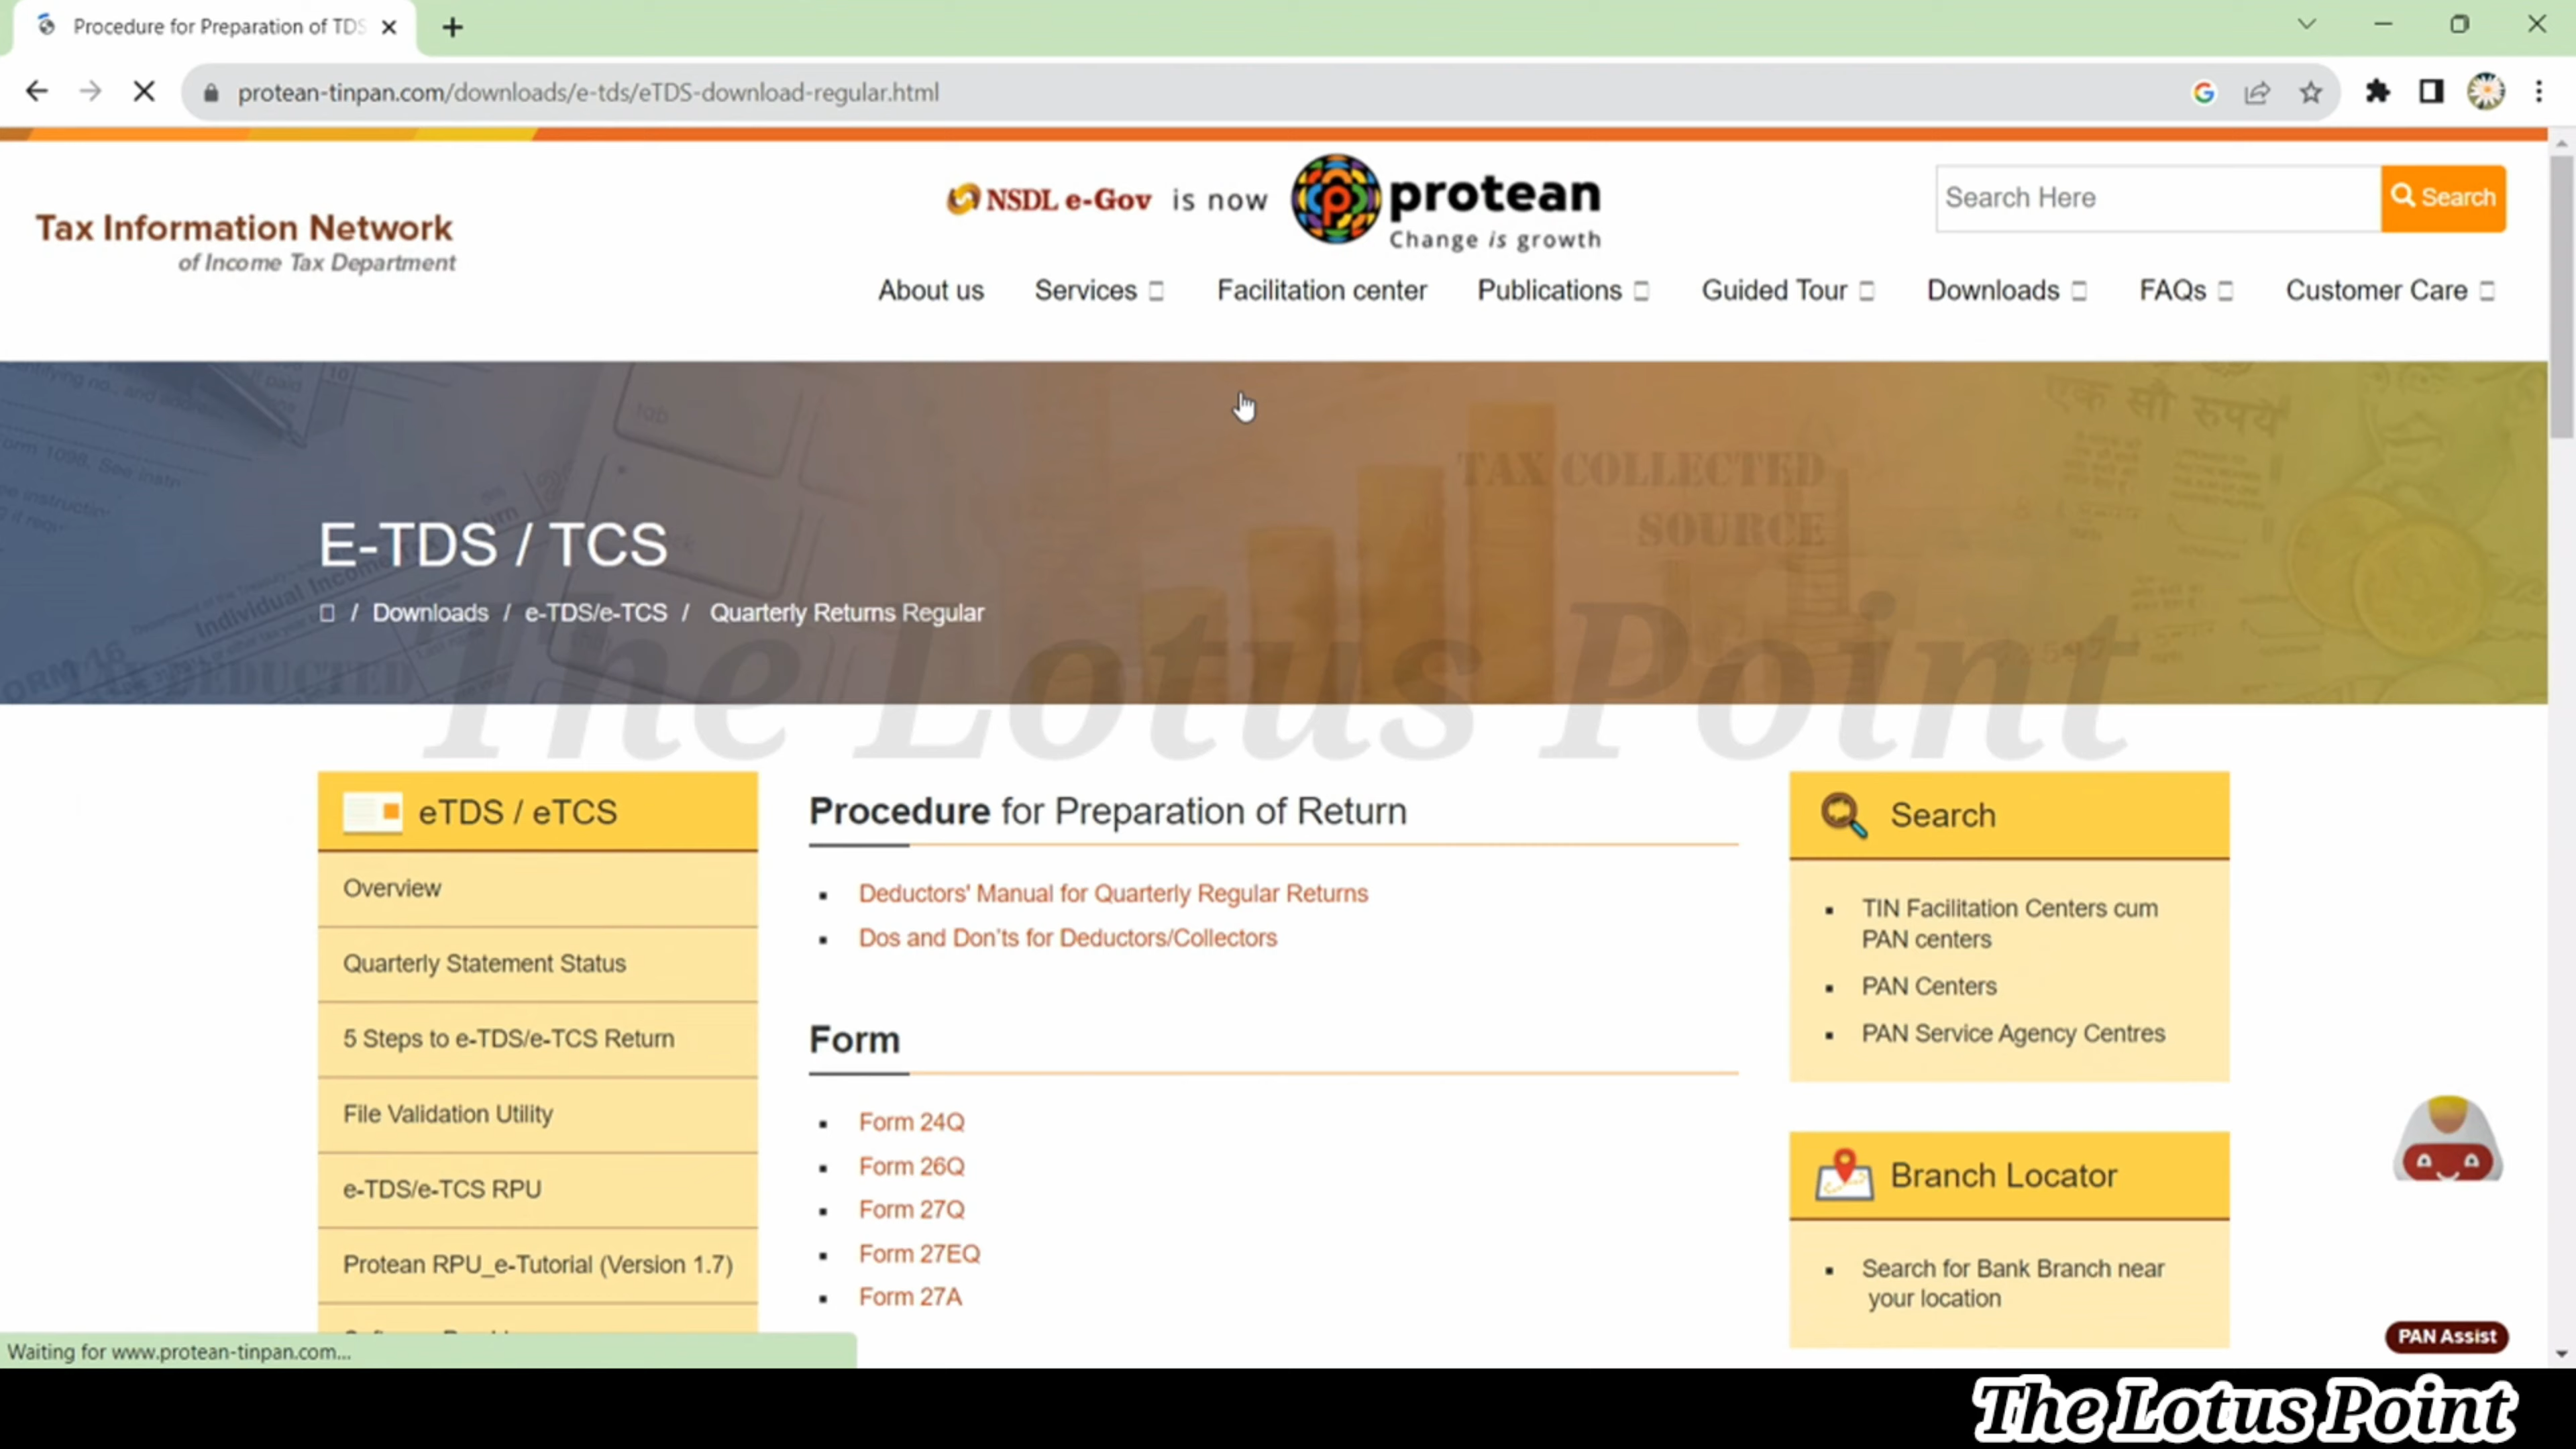 Procedure for Preparation of TDS
protean-tinpan.com/downloads/e-tds/eTDS-download-regular.html
Tax Information Network
of Income Tax Department
NSDL e-Gov is now protean
Change is growth
Search Here
Search
About us
Services
Facilitation center
Publications
Guided Tour
Downloads
FAQs
Customer Care
TAX COLLECTED
SOURCE
एक सौ रुपये
E-TDS / TCS
/ Downloads / e-TDS/e-TCS / Quarterly Returns Regular
The Lotus Point
eTDS / eTCS
Overview
Quarterly Statement Status
5 Steps to e-TDS/e-TCS Return
File Validation Utility
e-TDS/e-TCS RPU
Protean RPU_e-Tutorial (Version 1.7)
Procedure for Preparation of Return
Deductors' Manual for Quarterly Regular Returns
Dos and Don'ts for Deductors/Collectors
Form
Form 24Q
Form 26Q
Form 27Q
Form 27EQ
Form 27A
Search
TIN Facilitation Centers cum
PAN centers
PAN Centers
PAN Service Agency Centres
Branch Locator
Search for Bank Branch near
your location
PAN Assist
Waiting for www.protean-tinpan.com...
The Lotus Point